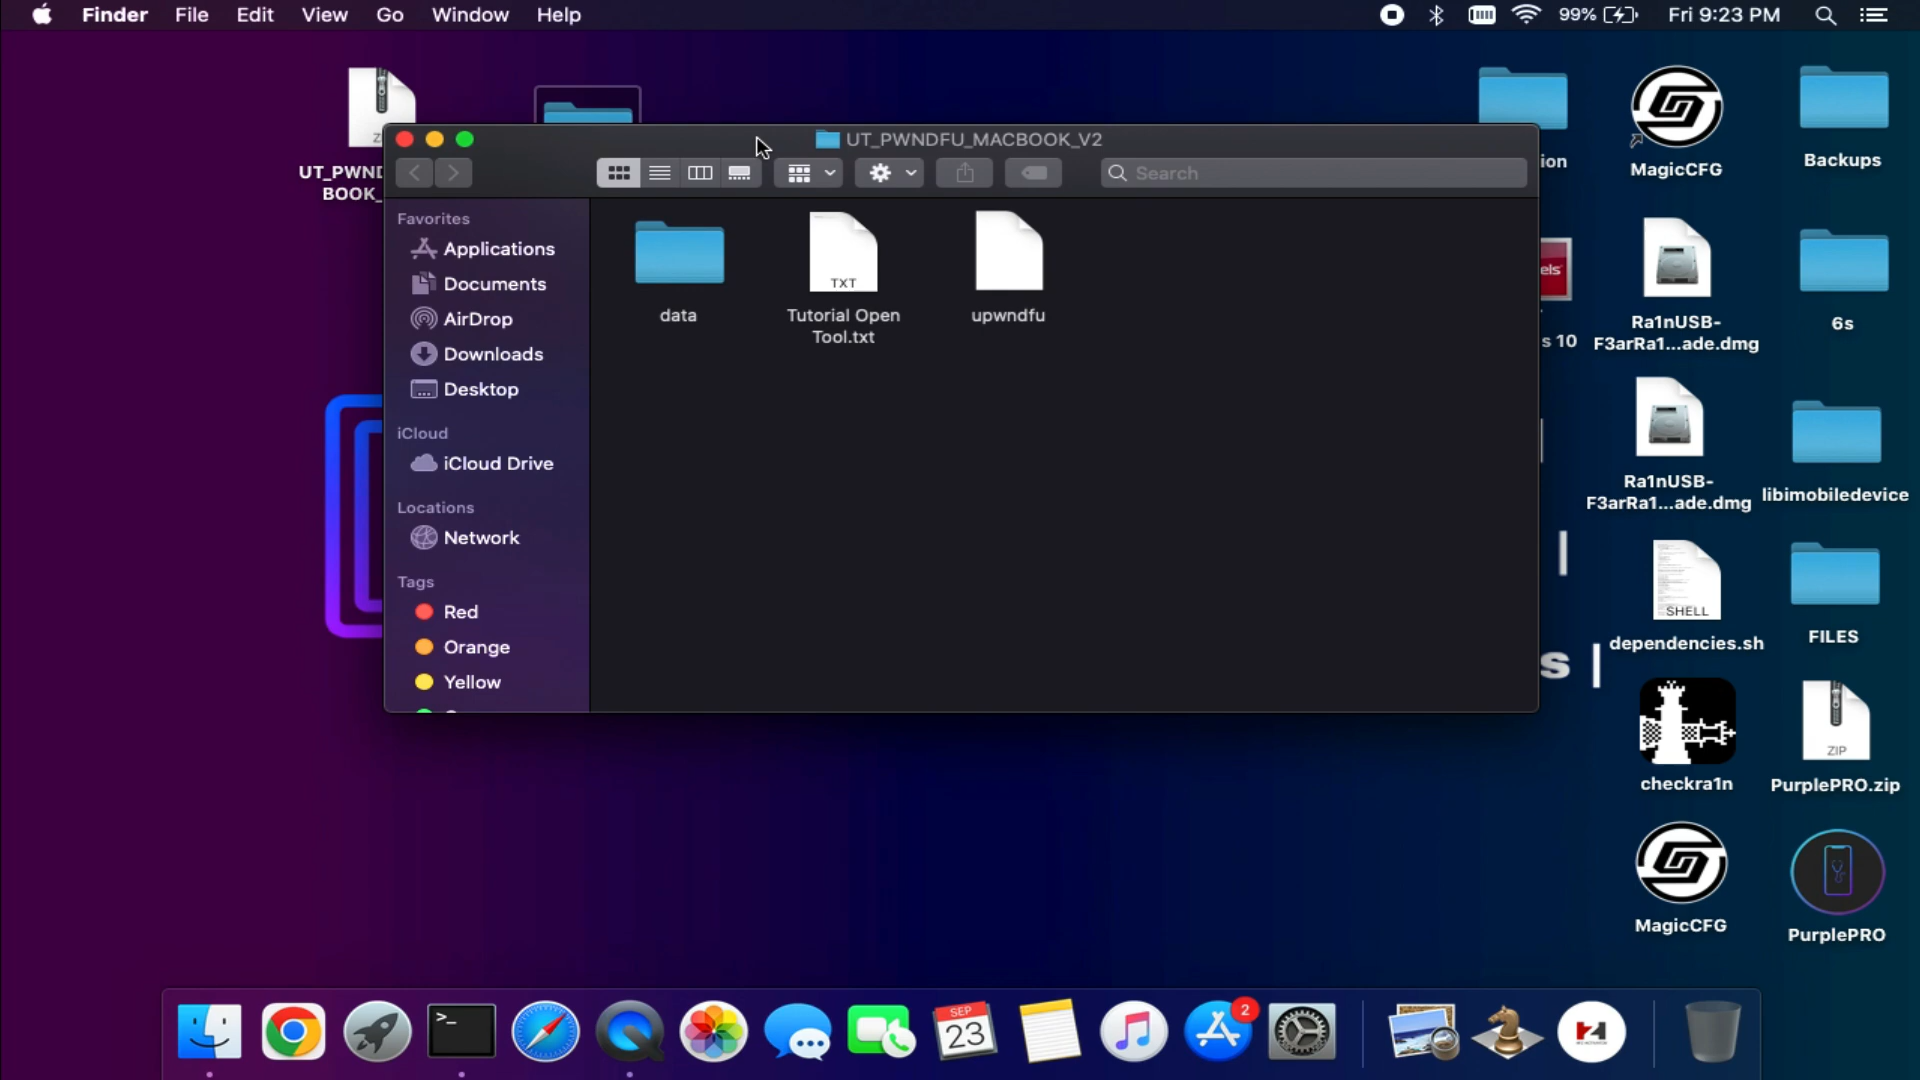 Finder File Edit View Go Window Help
99% Fri 9:23 PM
UT_PWND
BOOK_
UT_PWNDFU_MACBOOK_V2
Search
Favorites
Applications
Documents
AirDrop
Downloads
Desktop
iCloud
iCloud Drive
Locations
Network
Tags
Red
Orange
Yellow
data
TXT
Tutorial Open
Tool.txt
upwndfu
ion
MagicCFG
Backups
els
s 10
Ra1nUSB-
F3arRa1...ade.dmg
6s
Ra1nUSB-
F3arRa1...ade.dmg
libimobiledevice
SHELL
dependencies.sh
FILES
s |
checkra1n
ZIP
PurplePRO.zip
MagicCFG
PurplePRO
SEP
23
2